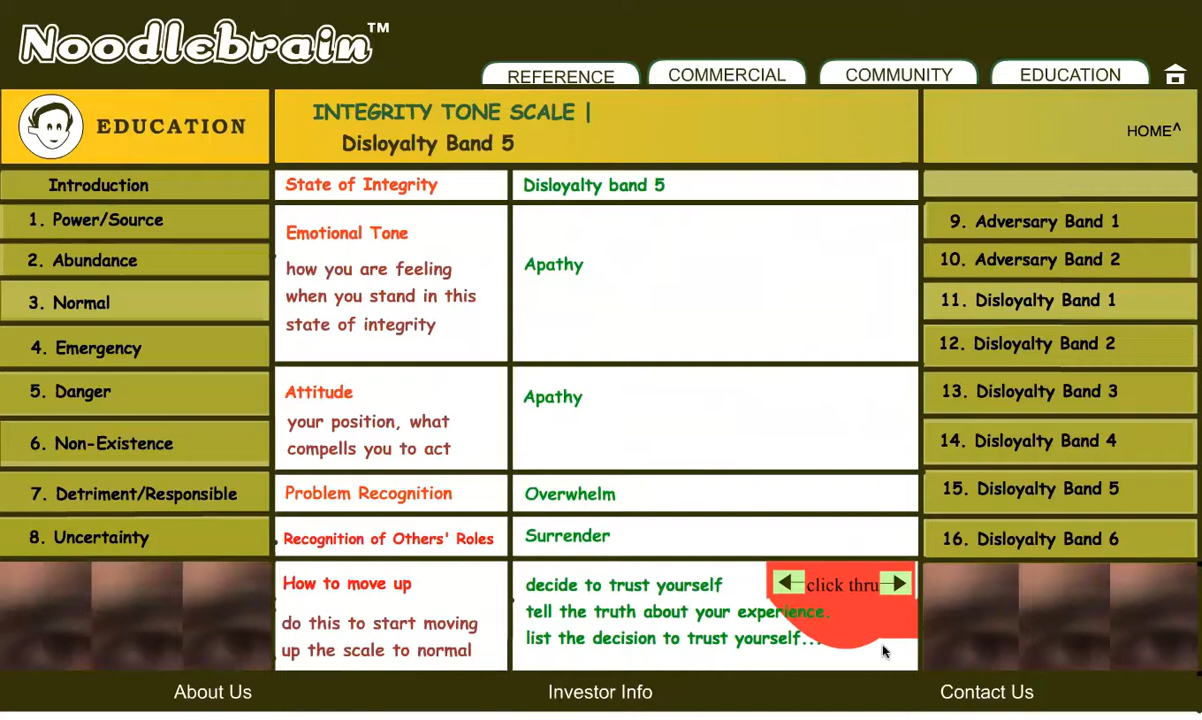 Noodlebrain™
REFERENCE
COMMERCIAL
COMMUNITY
EDUCATION
EDUCATION
INTEGRITY TONE SCALE |
Disloyalty Band 5
HOME^
Introduction
1. Power/Source
2. Abundance
3. Normal
4. Emergency
5. Danger
6. Non-Existence
7. Detriment/Responsible
8. Uncertainty
State of Integrity
Disloyalty band 5
Emotional Tone
how you are feeling
when you stand in this
state of integrity
Apathy
Attitude
your position, what
compells you to act
Apathy
Problem Recognition
Overwhelm
Recognition of Others' Roles
Surrender
How to move up
do this to start moving
up the scale to normal
decide to trust yourself
tell the truth about your experience.
list the decision to trust yourself...
click thru
9. Adversary Band 1
10. Adversary Band 2
11. Disloyalty Band 1
12. Disloyalty Band 2
13. Disloyalty Band 3
14. Disloyalty Band 4
15. Disloyalty Band 5
16. Disloyalty Band 6
About Us
Investor Info
Contact Us